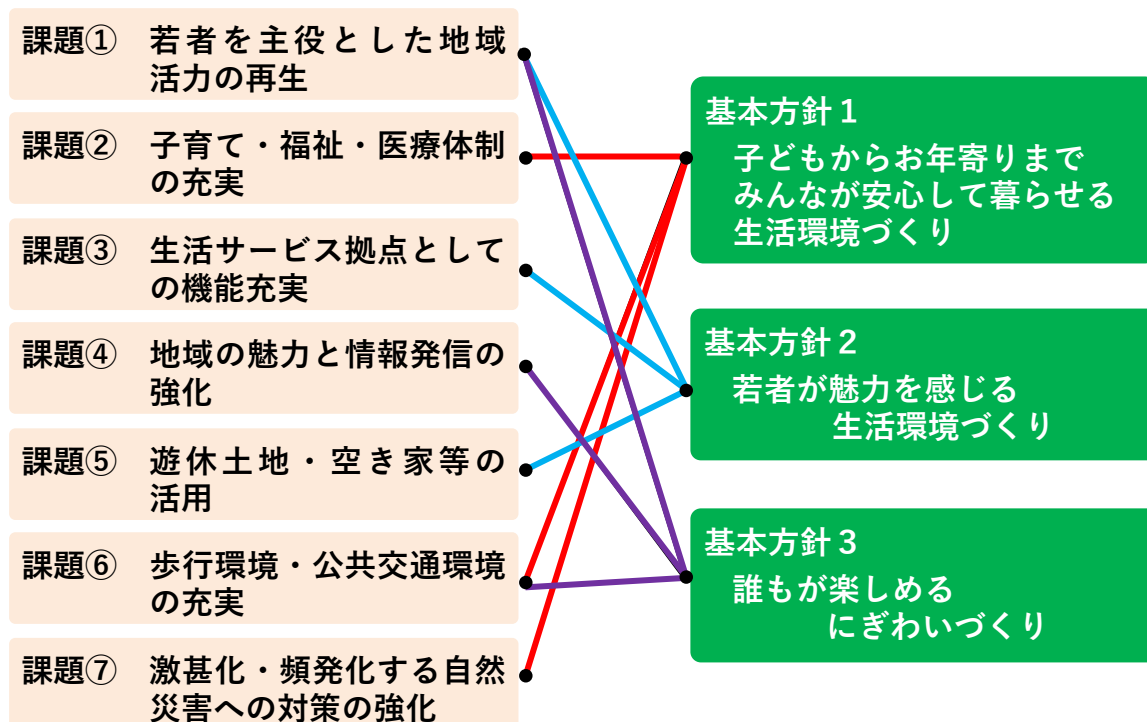 課題① 若者を主役とした地域
活力の再生
課題② 子育て・福祉・医療体制
の充実
課題③ 生活サービス拠点として
の機能充実
課題④ 地域の魅力と情報発信の
強化
課題⑤ 遊休土地・空き家等の
活用
課題⑥ 歩行環境・公共交通環境
の充実
課題⑦ 激甚化・頻発化する自然
災害への対策の強化
基本方針１
子どもからお年寄りまで
みんなが安心して暮らせる
生活環境づくり
基本方針２
若者が魅力を感じる
生活環境づくり
基本方針３
誰もが楽しめる
にぎわいづくり